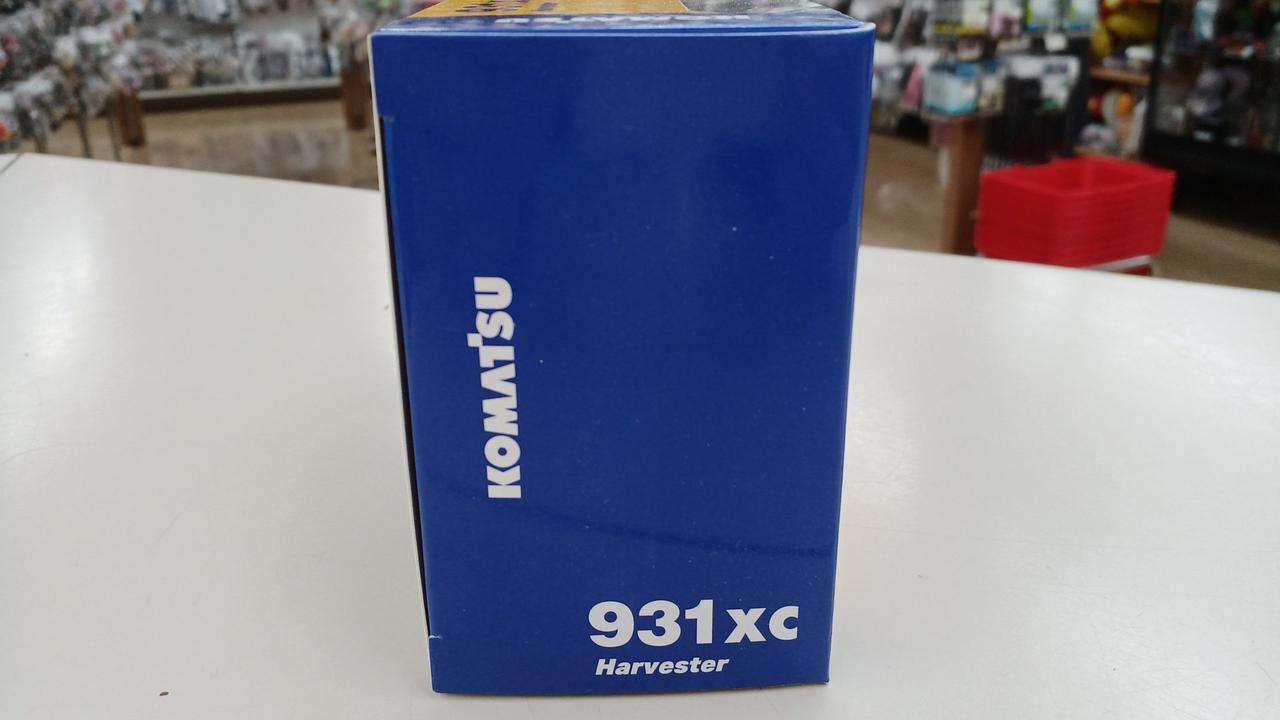 KOMATSU
931XC
Harvester